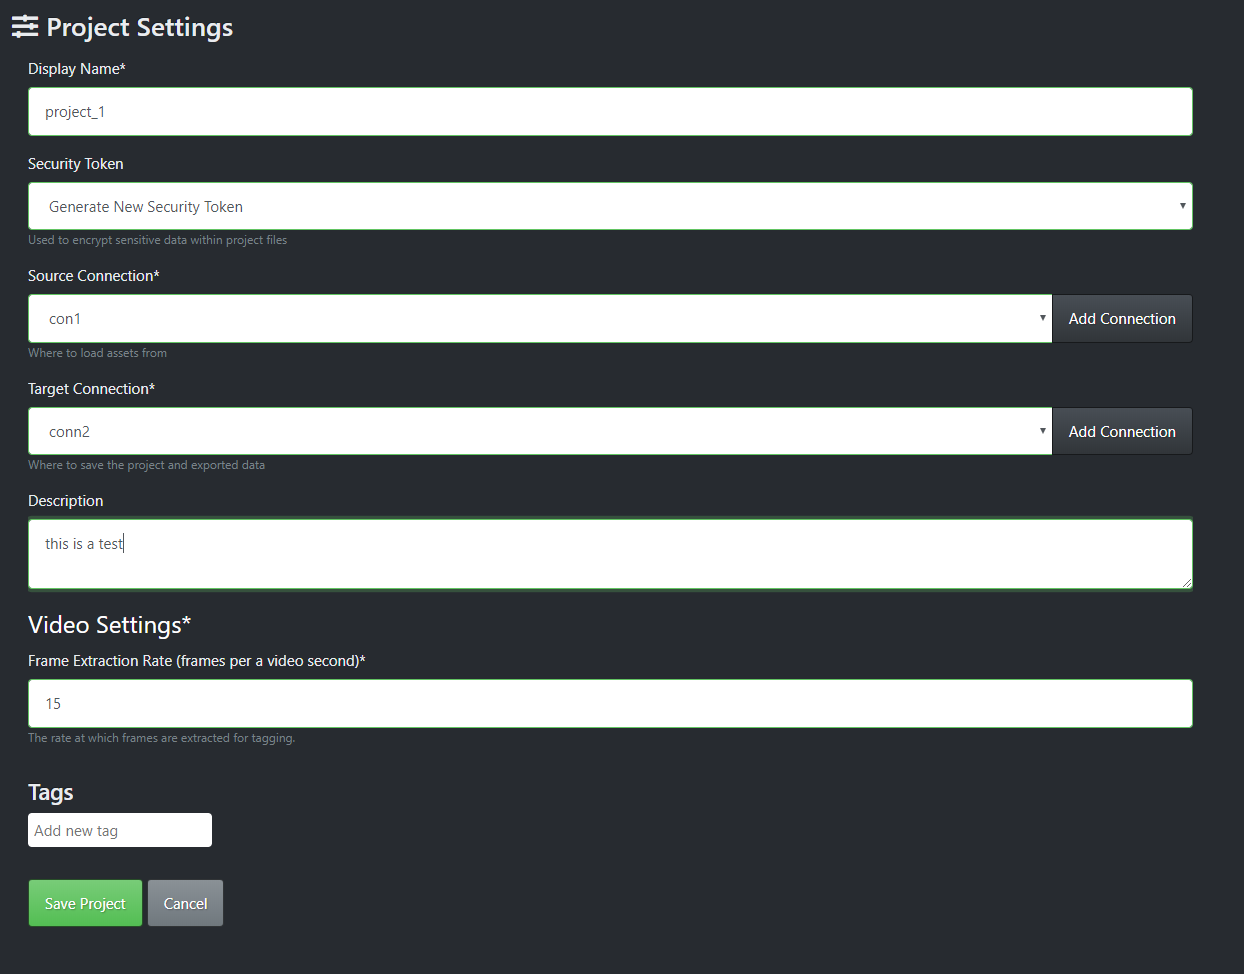 Project Settings
Display Name*
project_1
Security Token
Generate New Security Token
Used to encrypt sensitive data within project files
Source Connection*
con1
Add Connection
Where to load assets from
Target Connection*
conn2
Add Connection
Where to save the project and exported data
Description
this is a test
Video Settings*
Frame Extraction Rate (frames per a video second)*
15
The rate at which frames are extracted for tagging.
Tags
Add new tag
Save Project
Cancel